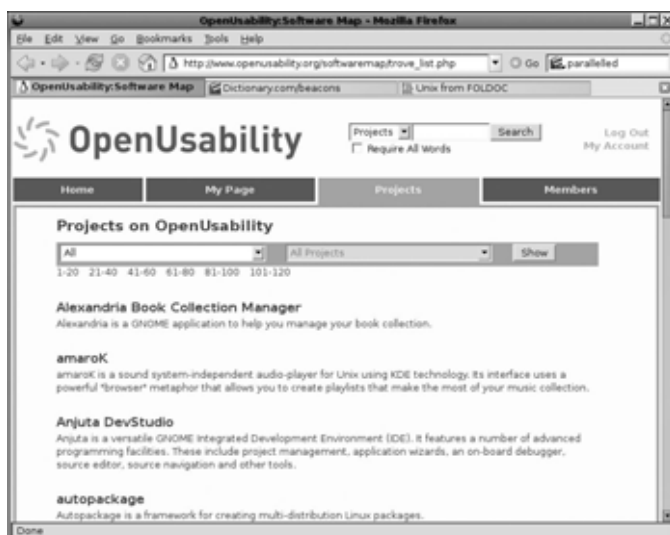 OpenUsability:Software Map - Mozilla Firefox
File Edit View Go Bookmarks Tools Help
http://www.openusability.org/softwaremap/trove_list.php Go parallelled
OpenUsability:Software Map Dictionary.com/beacons Unix from FOLDOC
OpenUsability
Projects Search
Require All Words
Log Out
My Account
Home My Page Projects Members
Projects on OpenUsability
All All Projects Show
1-20 21-40 41-60 61-80 81-100 101-120
Alexandria Book Collection Manager
Alexandria is a GNOME application to help you manage your book collection.
amaroK
amaroK is a sound system-independent audio-player for Unix using KDE technology. Its interface uses a
powerful "browser" metaphor that allows you to create playlists that make the most of your music collection.
Anjuta DevStudio
Anjuta is a versatile GNOME Integrated Development Environment (IDE). It features a number of advanced
programming facilities. These include project management, application wizards, an on-board debugger,
source editor, source navigation and other tools.
autopackage
Autopackage is a framework for creating multi-distribution Linux packages.
Done